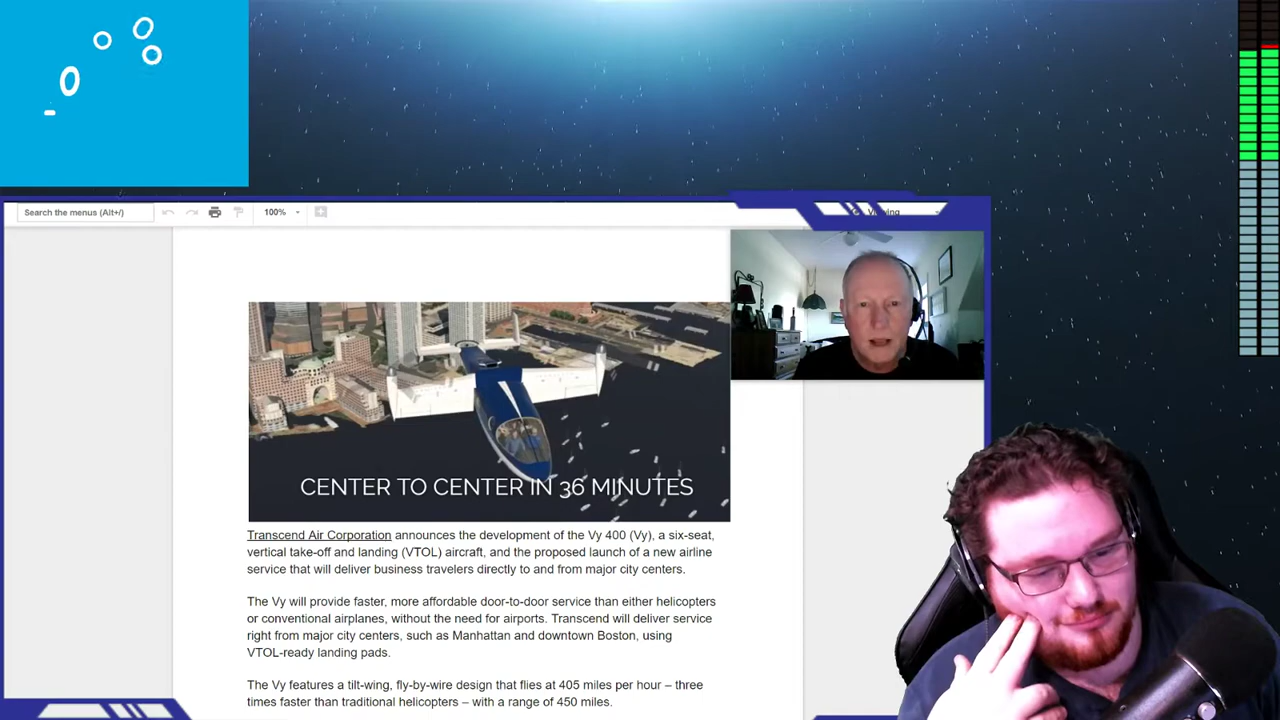 Search the menus (Alt+/)
100%
CENTER TO CENTER IN 36 MINUTES
Transcend Air Corporation announces the development of the Vy 400 (Vy), a six-seat,
vertical take-off and landing (VTOL) aircraft, and the proposed launch of a new airline
service that will deliver business travelers directly to and from major city centers.
The Vy will provide faster, more affordable door-to-door service than either helicopters
or conventional airplanes, without the need for airports. Transcend will deliver service
right from major city centers, such as Manhattan and downtown Boston, using
VTOL-ready landing pads.
The Vy features a tilt-wing, fly-by-wire design that flies at 405 miles per hour – three
times faster than traditional helicopters – with a range of 450 miles.